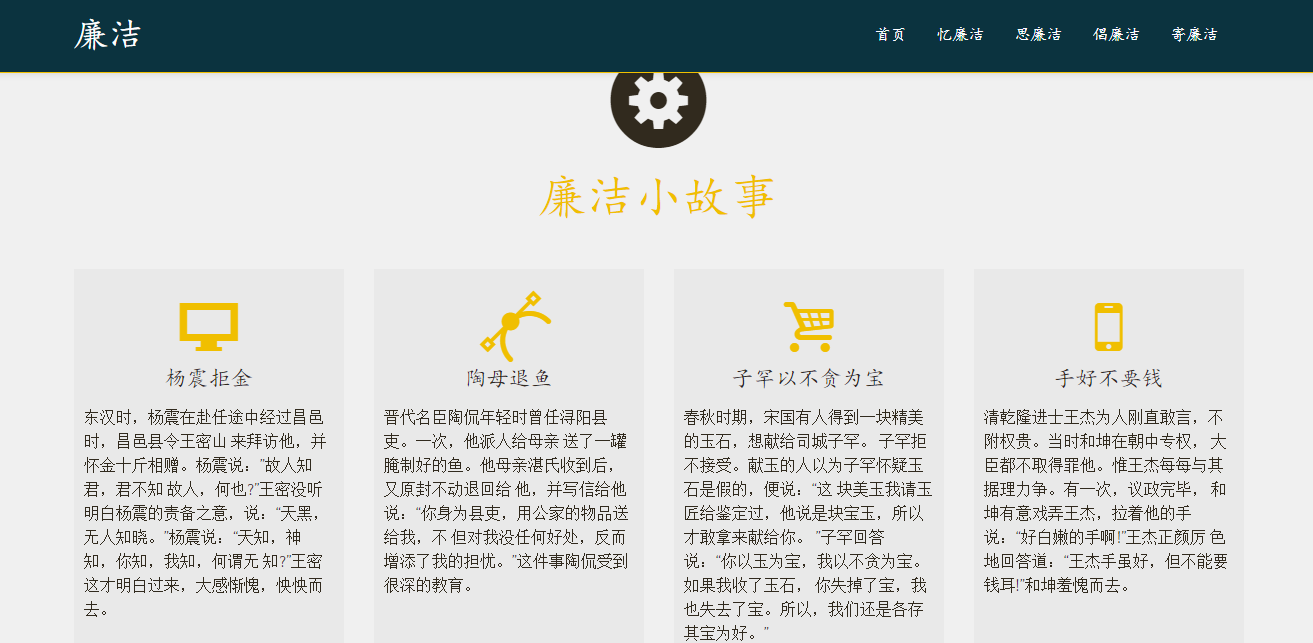 廉洁
首页 忆廉洁 思廉洁 倡廉洁 寄廉洁
廉洁小故事
杨震拒金
东汉时，杨震在赴任途中经过昌邑
时，昌邑县令王密山 来拜访他，并
怀金十斤相赠。杨震说："故人知
君，君不知 故人，何也?"王密没听
明白杨震的责备之意，说："天黑，
无人知晓。"杨震说："天知，神
知，你知，我知，何谓无 知?"王密
这才明白过来，大感惭愧，怏怏而
去。
陶母退鱼
晋代名臣陶侃年轻时曾任浔阳县
吏。一次，他派人给母亲 送了一罐
腌制好的鱼。他母亲湛氏收到后，
又原封不动退回给 他，并写信给他
说："你身为县吏，用公家的物品送
给我，不 但对我没任何好处，反而
增添了我的担忧。"这件事陶侃受到
很深的教育。
子罕以不贪为宝
春秋时期，宋国有人得到一块精美
的玉石，想献给司城子罕。 子罕拒
不接受。献玉的人以为子罕怀疑玉
石是假的，便说："这 块美玉我请玉
匠给鉴定过，他说是块宝玉，所以
才敢拿来献给你。 "子罕回答
说："你以玉为宝，我以不贪为宝。
如果我收了玉石， 你失掉了宝，我
也失去了宝。所以，我们还是各存
其宝为好。"
手好不要钱
清乾隆进士王杰为人刚直敢言，不
附权贵。当时和坤在朝中专权， 大
臣都不取得罪他。惟王杰每每与其
据理力争。有一次，议政完毕， 和
坤有意戏弄王杰，拉着他的手
说："好白嫩的手啊!"王杰正颜厉 色
地回答道："王杰手虽好，但不能要
钱耳!"和坤羞愧而去。